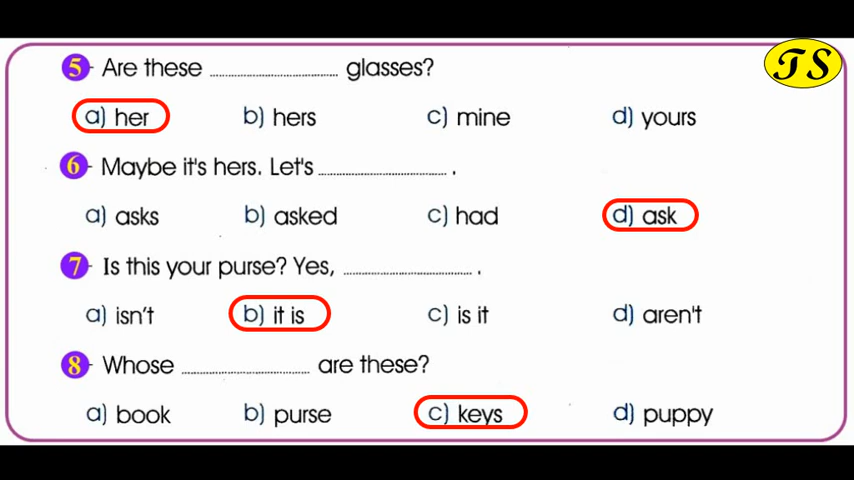 TS
5 Are these .............................. glasses?
a) her b) hers c) mine d) yours
6 Maybe it's hers. Let's .............................. .
a) asks b) asked c) had d) ask
7 Is this your purse? Yes, .............................. .
a) isn't b) it is c) is it d) aren't
8 Whose .............................. are these?
a) book b) purse c) keys d) puppy